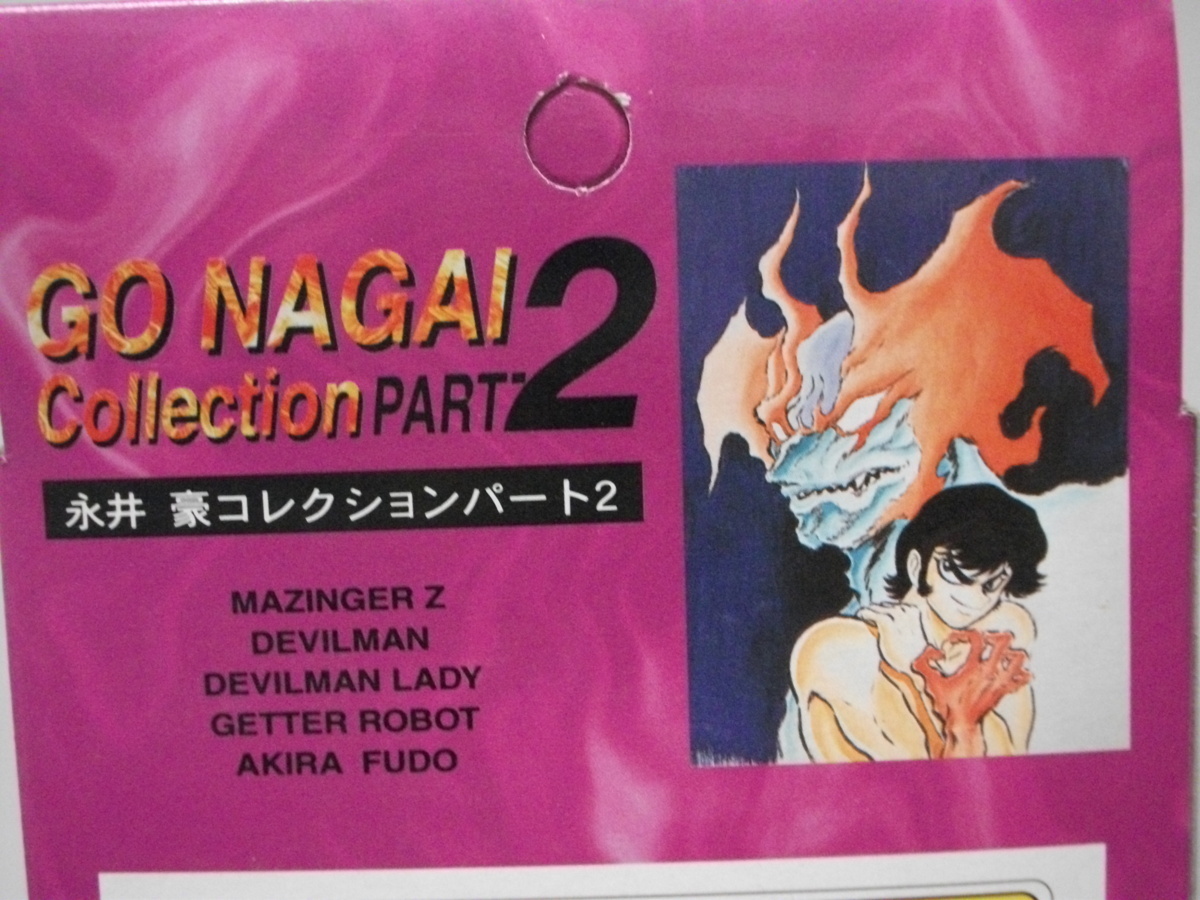 GO NAGAI
Collection PART 2
永井 豪コレクションパート2
MAZINGER Z
DEVILMAN
DEVILMAN LADY
GETTER ROBOT
AKIRA FUDO